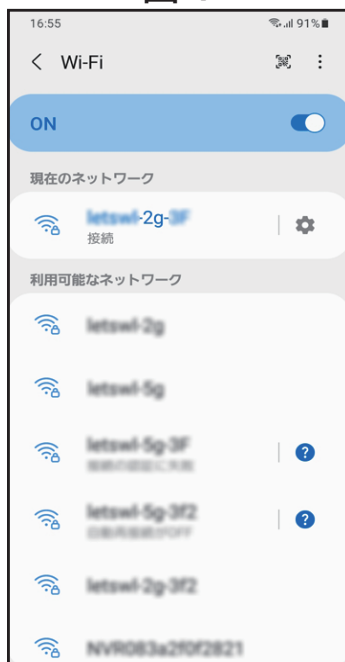 16:55 91%
Wi-Fi
ON
現在のネットワーク
letswl-2g-3F
接続
利用可能なネットワーク
letswl-2g
letswl-5g
letswl-5g-3F
letswl-5g-3f2
letswl-2g-3f2